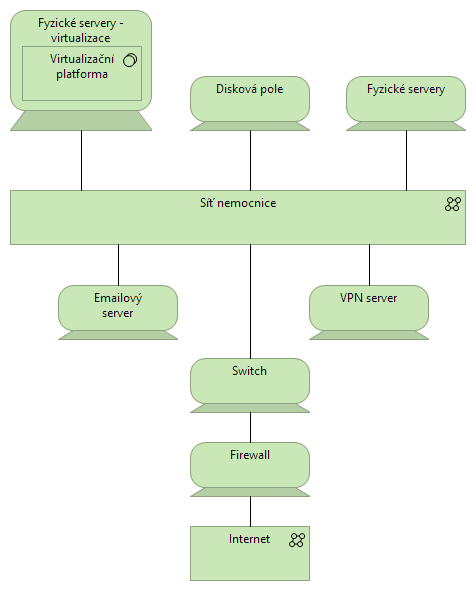 Fyzické servery -
virtualizace
Virtualizační
platforma
Disková pole
Fyzické servery
Síť nemocnice
Emailový
server
VPN server
Switch
Firewall
Internet